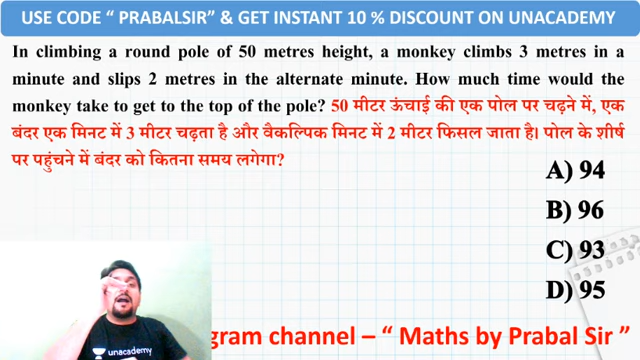 USE CODE “ PRABALSIR” & GET INSTANT 10 % DISCOUNT ON UNACADEMY
In climbing a round pole of 50 metres height, a monkey climbs 3 metres in a
minute and slips 2 metres in the alternate minute. How much time would the
monkey take to get to the top of the pole? 50 मीटर ऊंचाई की एक पोल पर चढ़ने में, एक
बंदर एक मिनट में 3 मीटर चढ़ता है और वैकल्पिक मिनट में 2 मीटर फिसल जाता है। पोल के शीर्ष
पर पहुंचने में बंदर को कितना समय लगेगा?
A) 94
B) 96
C) 93
D) 95
gram channel – “ Maths by Prabal Sir ”
unacademy